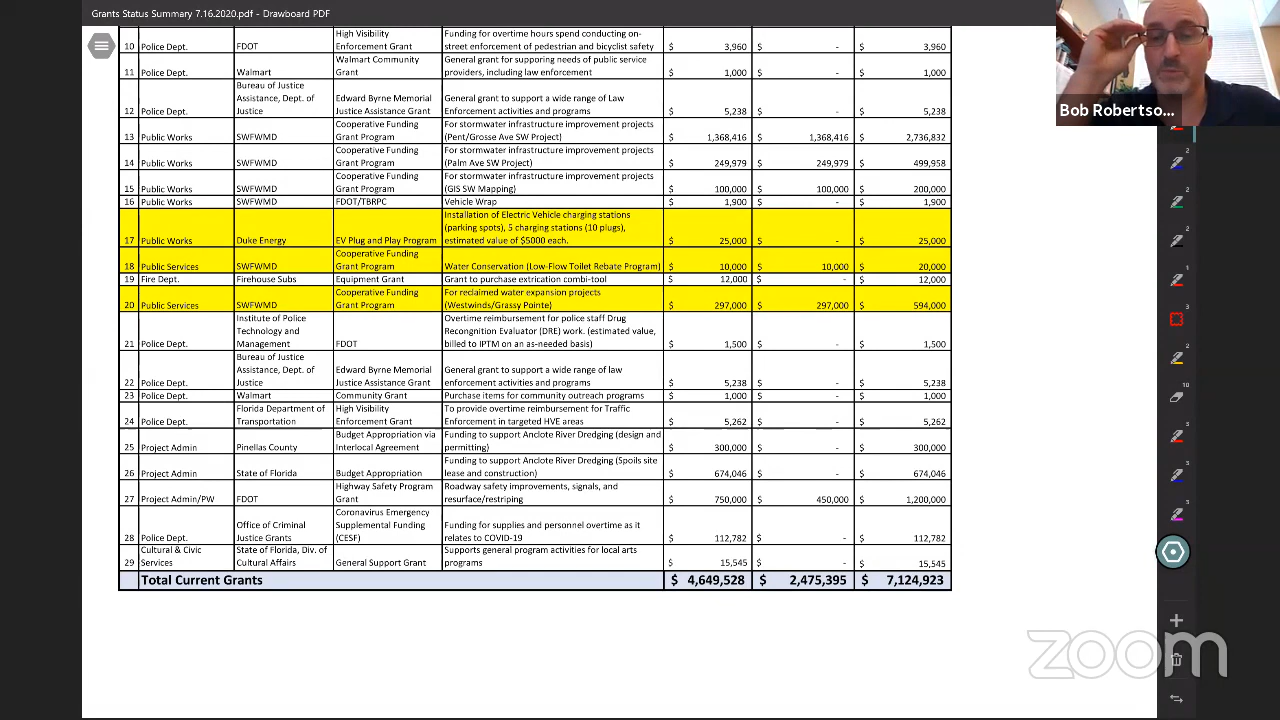 Grants Status Summary 7.16.2020.pdf - Drawboard PDF
Bob Robertso...
High Visibility Funding for overtime hours spend conducting on-
10 Police Dept. FDOT Enforcement Grant street enforcement of pedestrian and bicyclist safety $ 3,960 $ - $ 3,960
Walmart Community General grant for supporting needs of public service
11 Police Dept. Walmart Grant providers, including law enforcement $ 1,000 $ - $ 1,000
Bureau of Justice
Assistance, Dept. of Edward Byrne Memorial General grant to support a wide range of Law
12 Police Dept. Justice Justice Assistance Grant Enforcement activities and programs $ 5,238 $ - $ 5,238
Cooperative Funding For stormwater infrastructure improvement projects
13 Public Works SWFWMD Grant Program (Pent/Grosse Ave SW Project) $ 1,368,416 $ 1,368,416 $ 2,736,832
Cooperative Funding For stormwater infrastructure improvement projects
14 Public Works SWFWMD Grant Program (Palm Ave SW Project) $ 249,979 $ 249,979 $ 499,958
Cooperative Funding For stormwater infrastructure improvement projects
15 Public Works SWFWMD Grant Program (GIS SW Mapping) $ 100,000 $ 100,000 $ 200,000
16 Public Works SWFWMD FDOT/TBRPC Vehicle Wrap $ 1,900 $ - $ 1,900
Installation of Electric Vehicle charging stations
(parking spots), 5 charging stations (10 plugs),
17 Public Works Duke Energy EV Plug and Play Program estimated value of $5000 each. $ 25,000 $ - $ 25,000
Cooperative Funding
18 Public Services SWFWMD Grant Program Water Conservation (Low-Flow Toilet Rebate Program) $ 10,000 $ 10,000 $ 20,000
19 Fire Dept. Firehouse Subs Equipment Grant Grant to purchase extrication combi-tool $ 12,000 $ - $ 12,000
Cooperative Funding For reclaimed water expansion projects
20 Public Services SWFWMD Grant Program (Westwinds/Grassy Pointe) $ 297,000 $ 297,000 $ 594,000
Institute of Police Overtime reimbursement for police staff Drug
Technology and Recongnition Evaluator (DRE) work. (estimated value,
21 Police Dept. Management FDOT billed to IPTM on an as-needed basis) $ 1,500 $ - $ 1,500
Bureau of Justice
Assistance, Dept. of Edward Byrne Memorial General grant to support a wide range of law
22 Police Dept. Justice Justice Assistance Grant enforcement activities and programs $ 5,238 $ - $ 5,238
23 Police Dept. Walmart Community Grant Purchase items for community outreach programs $ 1,000 $ - $ 1,000
Florida Department of High Visibility To provide overtime reimbursement for Traffic
24 Police Dept. Transportation Enforcement Grant Enforcement in targeted HVE areas $ 5,262 $ - $ 5,262
Budget Appropriation via Funding to support Anclote River Dredging (design and
25 Project Admin Pinellas County Interlocal Agreement permitting) $ 300,000 $ - $ 300,000
Funding to support Anclote River Dredging (Spoils site
26 Project Admin State of Florida Budget Appropriation lease and construction) $ 674,046 $ - $ 674,046
Highway Safety Program Roadway safety improvements, signals, and
27 Project Admin/PW FDOT Grant resurface/restriping $ 750,000 $ 450,000 $ 1,200,000
Coronavirus Emergency
Office of Criminal Supplemental Funding Funding for supplies and personnel overtime as it
28 Police Dept. Justice Grants (CESF) relates to COVID-19 $ 112,782 $ - $ 112,782
Cultural & Civic State of Florida, Div. of Supports general program activities for local arts
29 Services Cultural Affairs General Support Grant programs $ 15,545 $ - $ 15,545
Total Current Grants $ 4,649,528 $ 2,475,395 $ 7,124,923
2
2
2
1
3
2
10
5
3
3
zoom